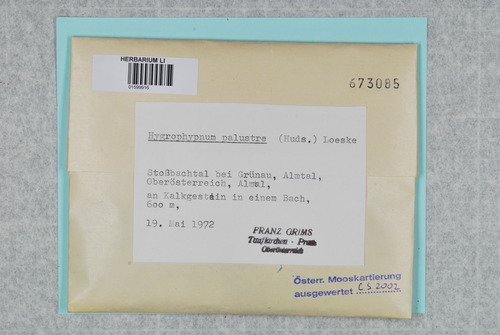 HERBARIUM LI
01599916
673085
Hygrophypnum palustre (Huds.) Loeske
Stoßbachtal bei Grünau, Almtal,
Oberösterreich,
an Kalkgestein in einem Bach,
600 m,
19. Mai 1972
FRANZ GRIMS
Taufkirchen - Pram
Oberösterreich
Österr. Mooskartierung
ausgewertet C.S. 2002